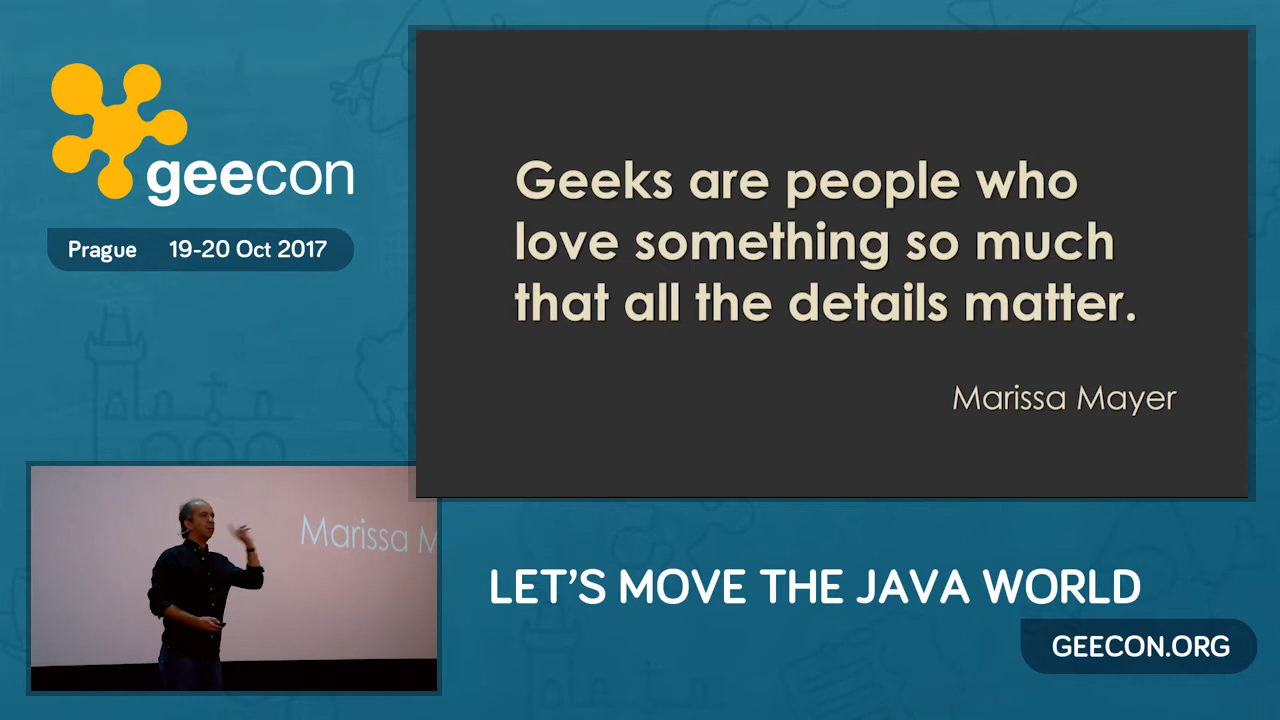 geecon
Prague 19-20 Oct 2017
Geeks are people who
love something so much
that all the details matter.
Marissa Mayer
Marissa M
LET'S MOVE THE JAVA WORLD
GEECON.ORG